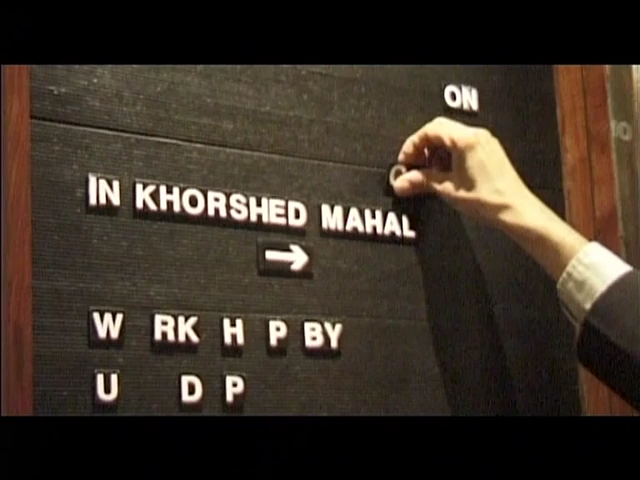 ON
IN KHORSHED MAHAL
→
W RK H P BY
U D P